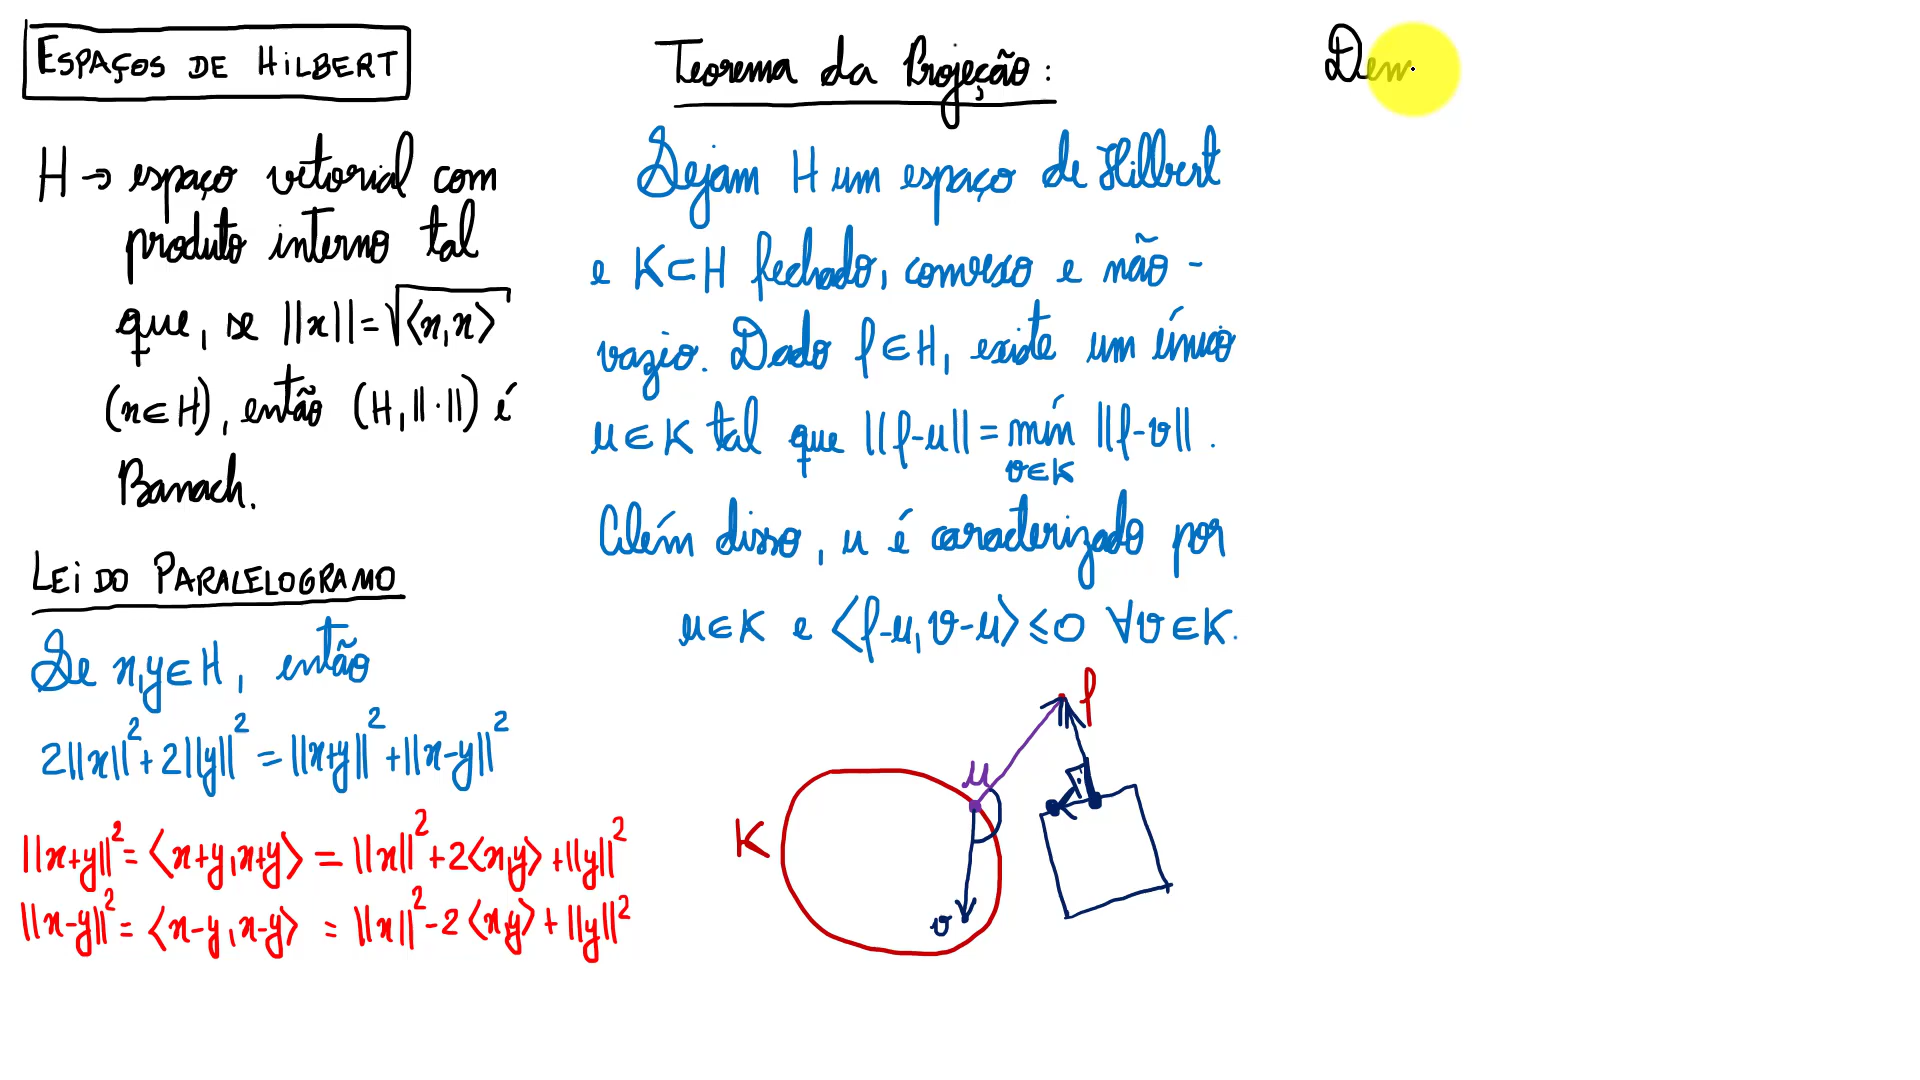 ESPAÇOS DE HILBERT
H → espaço vetorial com
produto interno tal
que, se ||x|| = √⟨x,x⟩
(x∈H), então (H, ||·||) é
Banach.
LEI DO PARALELOGRAMO
Se x,y∈H, então
2||x||² + 2||y||² = ||x+y||² + ||x-y||²
||x+y||² = ⟨x+y, x+y⟩ = ||x||² + 2⟨x,y⟩ + ||y||²
||x-y||² = ⟨x-y, x-y⟩ = ||x||² - 2⟨x,y⟩ + ||y||²
Teorema da Projeção:
Sejam H um espaço de Hilbert
e K⊂H fechado, convexo e não-
vazio. Dado f∈H, existe um único
u∈K tal que ||f-u|| = mín ||f-v||.
v∈K
Além disso, u é caracterizado por
u∈K e ⟨f-u, v-u⟩ ≤ 0 ∀v∈K.
f
u
K
v
Dem